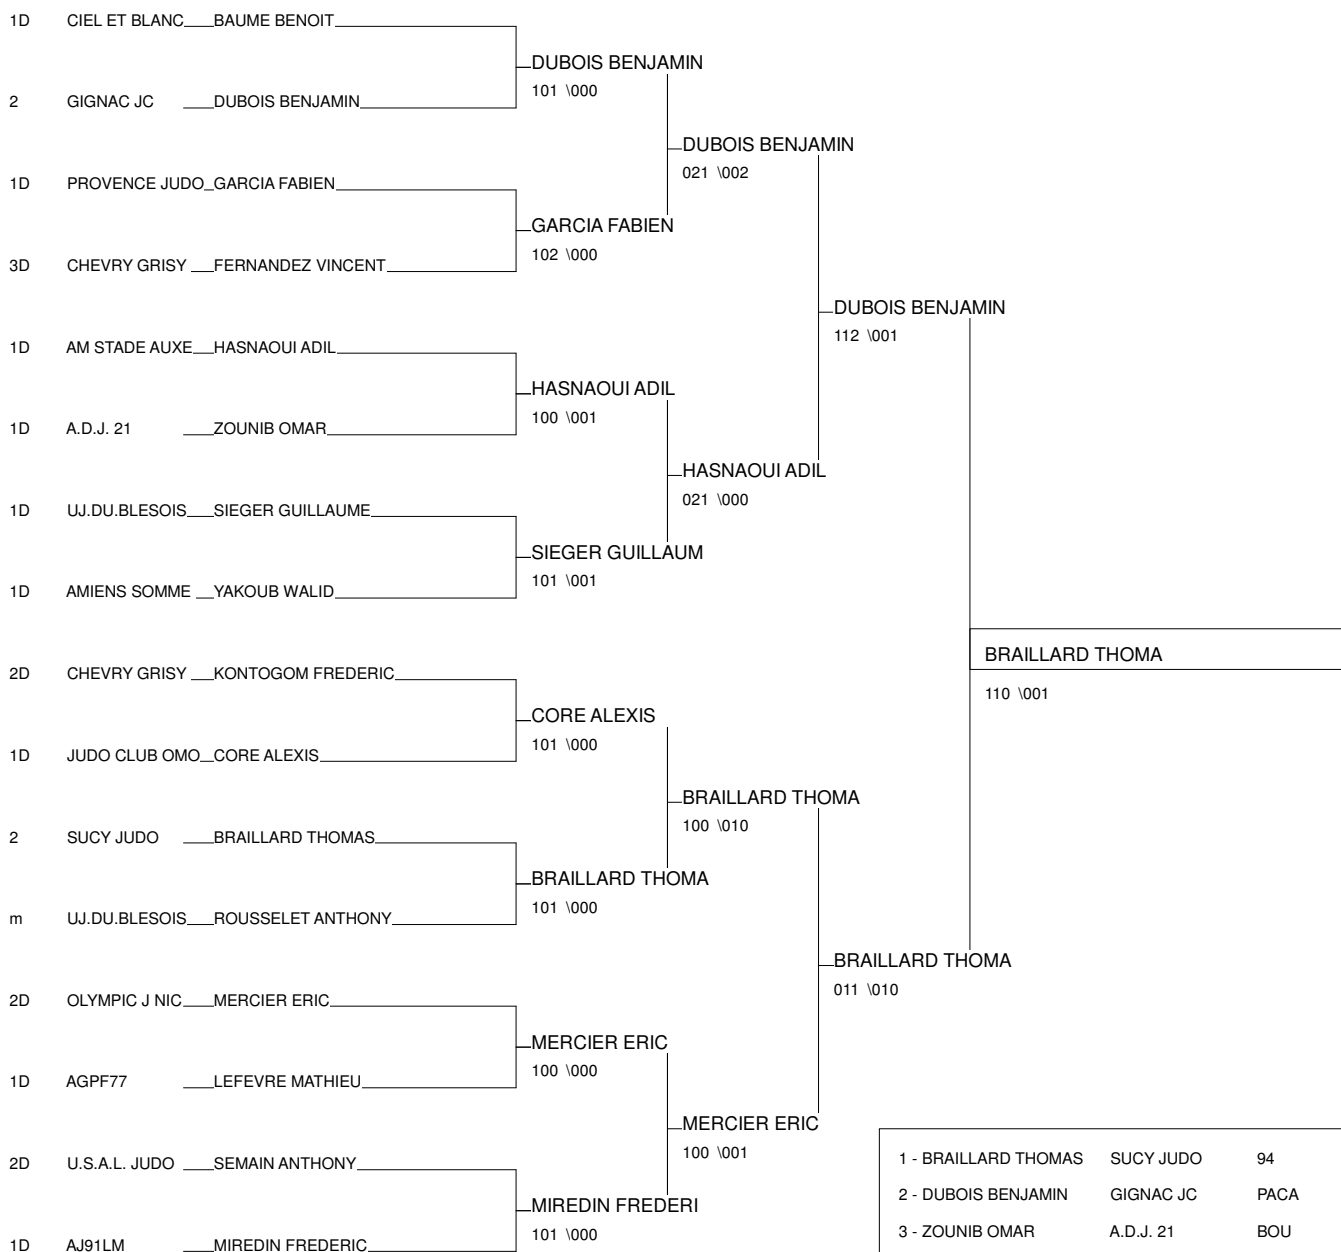 1D CIEL ET BLANC BAUME BENOIT
DUBOIS BENJAMIN
101 \000
2 GIGNAC JC DUBOIS BENJAMIN
DUBOIS BENJAMIN
021 \002
1D PROVENCE JUDO GARCIA FABIEN
GARCIA FABIEN
102 \000
3D CHEVRY GRISY FERNANDEZ VINCENT
DUBOIS BENJAMIN
112 \001
1D AM STADE AUXE HASNAOUI ADIL
HASNAOUI ADIL
100 \001
1D A.D.J. 21 ZOUNIB OMAR
HASNAOUI ADIL
021 \000
1D UJ.DU.BLESOIS SIEGER GUILLAUME
SIEGER GUILLAUM
101 \001
1D AMIENS SOMME YAKOUB WALID
BRAILLARD THOMA
110 \001
2D CHEVRY GRISY KONTOGOM FREDERIC
CORE ALEXIS
101 \000
1D JUDO CLUB OMO CORE ALEXIS
BRAILLARD THOMA
100 \010
2 SUCY JUDO BRAILLARD THOMAS
BRAILLARD THOMA
101 \000
m UJ.DU.BLESOIS ROUSSELET ANTHONY
BRAILLARD THOMA
011 \010
2D OLYMPIC J NIC MERCIER ERIC
MERCIER ERIC
100 \000
1D AGPF77 LEFEVRE MATHIEU
MERCIER ERIC
100 \001
2D U.S.A.L. JUDO SEMAIN ANTHONY
MIREDIN FREDERI
101 \000
1D AJ91LM MIREDIN FREDERIC
1 - BRAILLARD THOMAS SUCY JUDO 94
2 - DUBOIS BENJAMIN GIGNAC JC PACA
3 - ZOUNIB OMAR A.D.J. 21 BOU